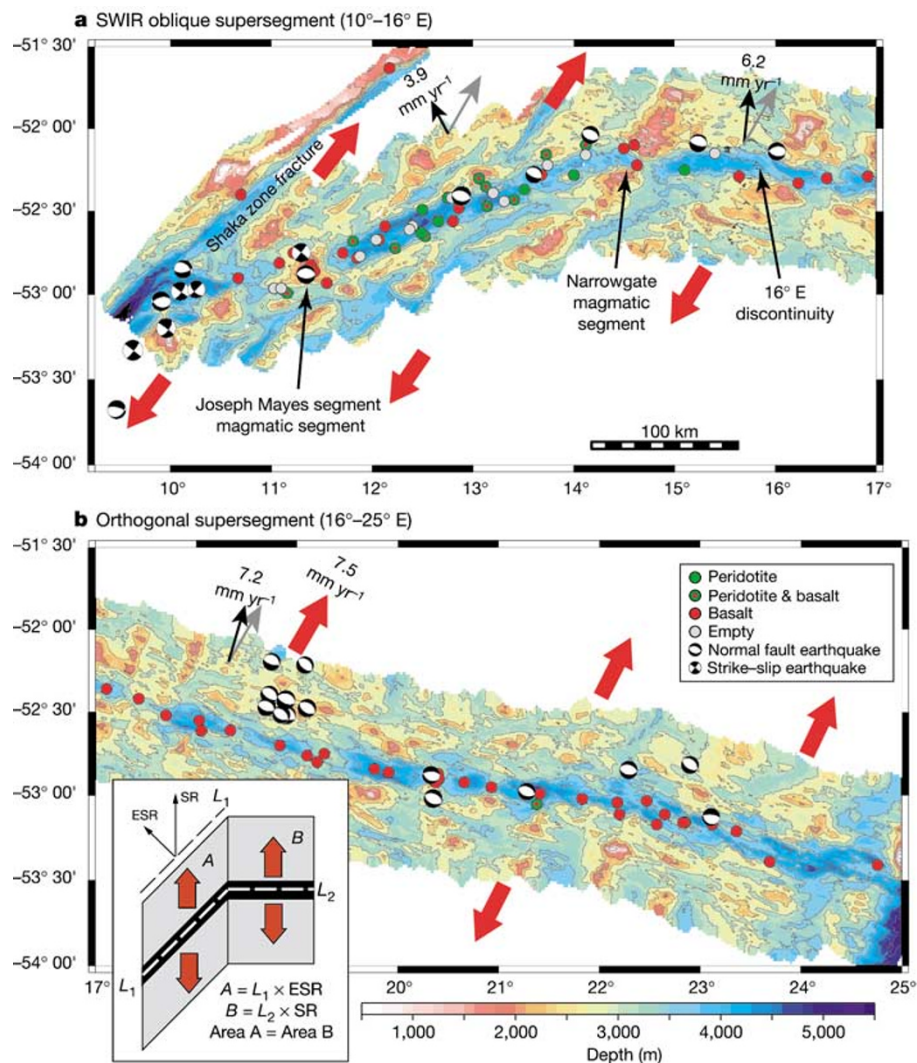 a SWIR oblique supersegment (10°–16° E)
–51° 30'
–52° 00'
–52° 30'
–53° 00'
–53° 30'
–54° 00'
3.9
mm yr⁻¹
6.2
mm yr⁻¹
Shaka zone fracture
Narrowgate
magmatic
segment
16° E
discontinuity
Joseph Mayes segment
magmatic segment
100 km
10° 11° 12° 13° 14° 15° 16° 17°
b Orthogonal supersegment (16°–25° E)
–51° 30'
–52° 00'
–52° 30'
–53° 00'
–53° 30'
–54° 00'
7.2
mm yr⁻¹
7.5
mm yr⁻¹
Peridotite
Peridotite & basalt
Basalt
Empty
Normal fault earthquake
Strike–slip earthquake
L₁
SR
ESR
A
B
L₂
L₁
A = L₁ × ESR
B = L₂ × SR
Area A = Area B
17° 20° 21° 22° 23° 24° 25°
1,000 2,000 3,000 4,000 5,000
Depth (m)